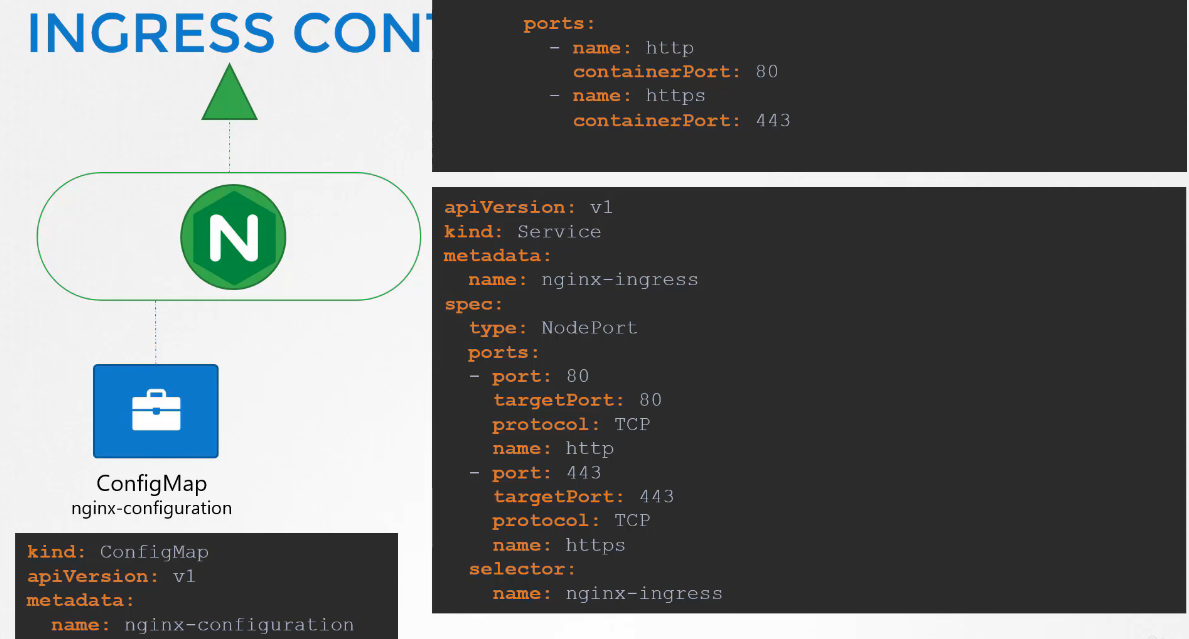 INGRESS CONT
ports:
- name: http
containerPort: 80
- name: https
containerPort: 443
N
ConfigMap
nginx-configuration
kind: ConfigMap
apiVersion: v1
metadata:
name: nginx-configuration
apiVersion: v1
kind: Service
metadata:
name: nginx-ingress
spec:
type: NodePort
ports:
- port: 80
targetPort: 80
protocol: TCP
name: http
- port: 443
targetPort: 443
protocol: TCP
name: https
selector:
name: nginx-ingress